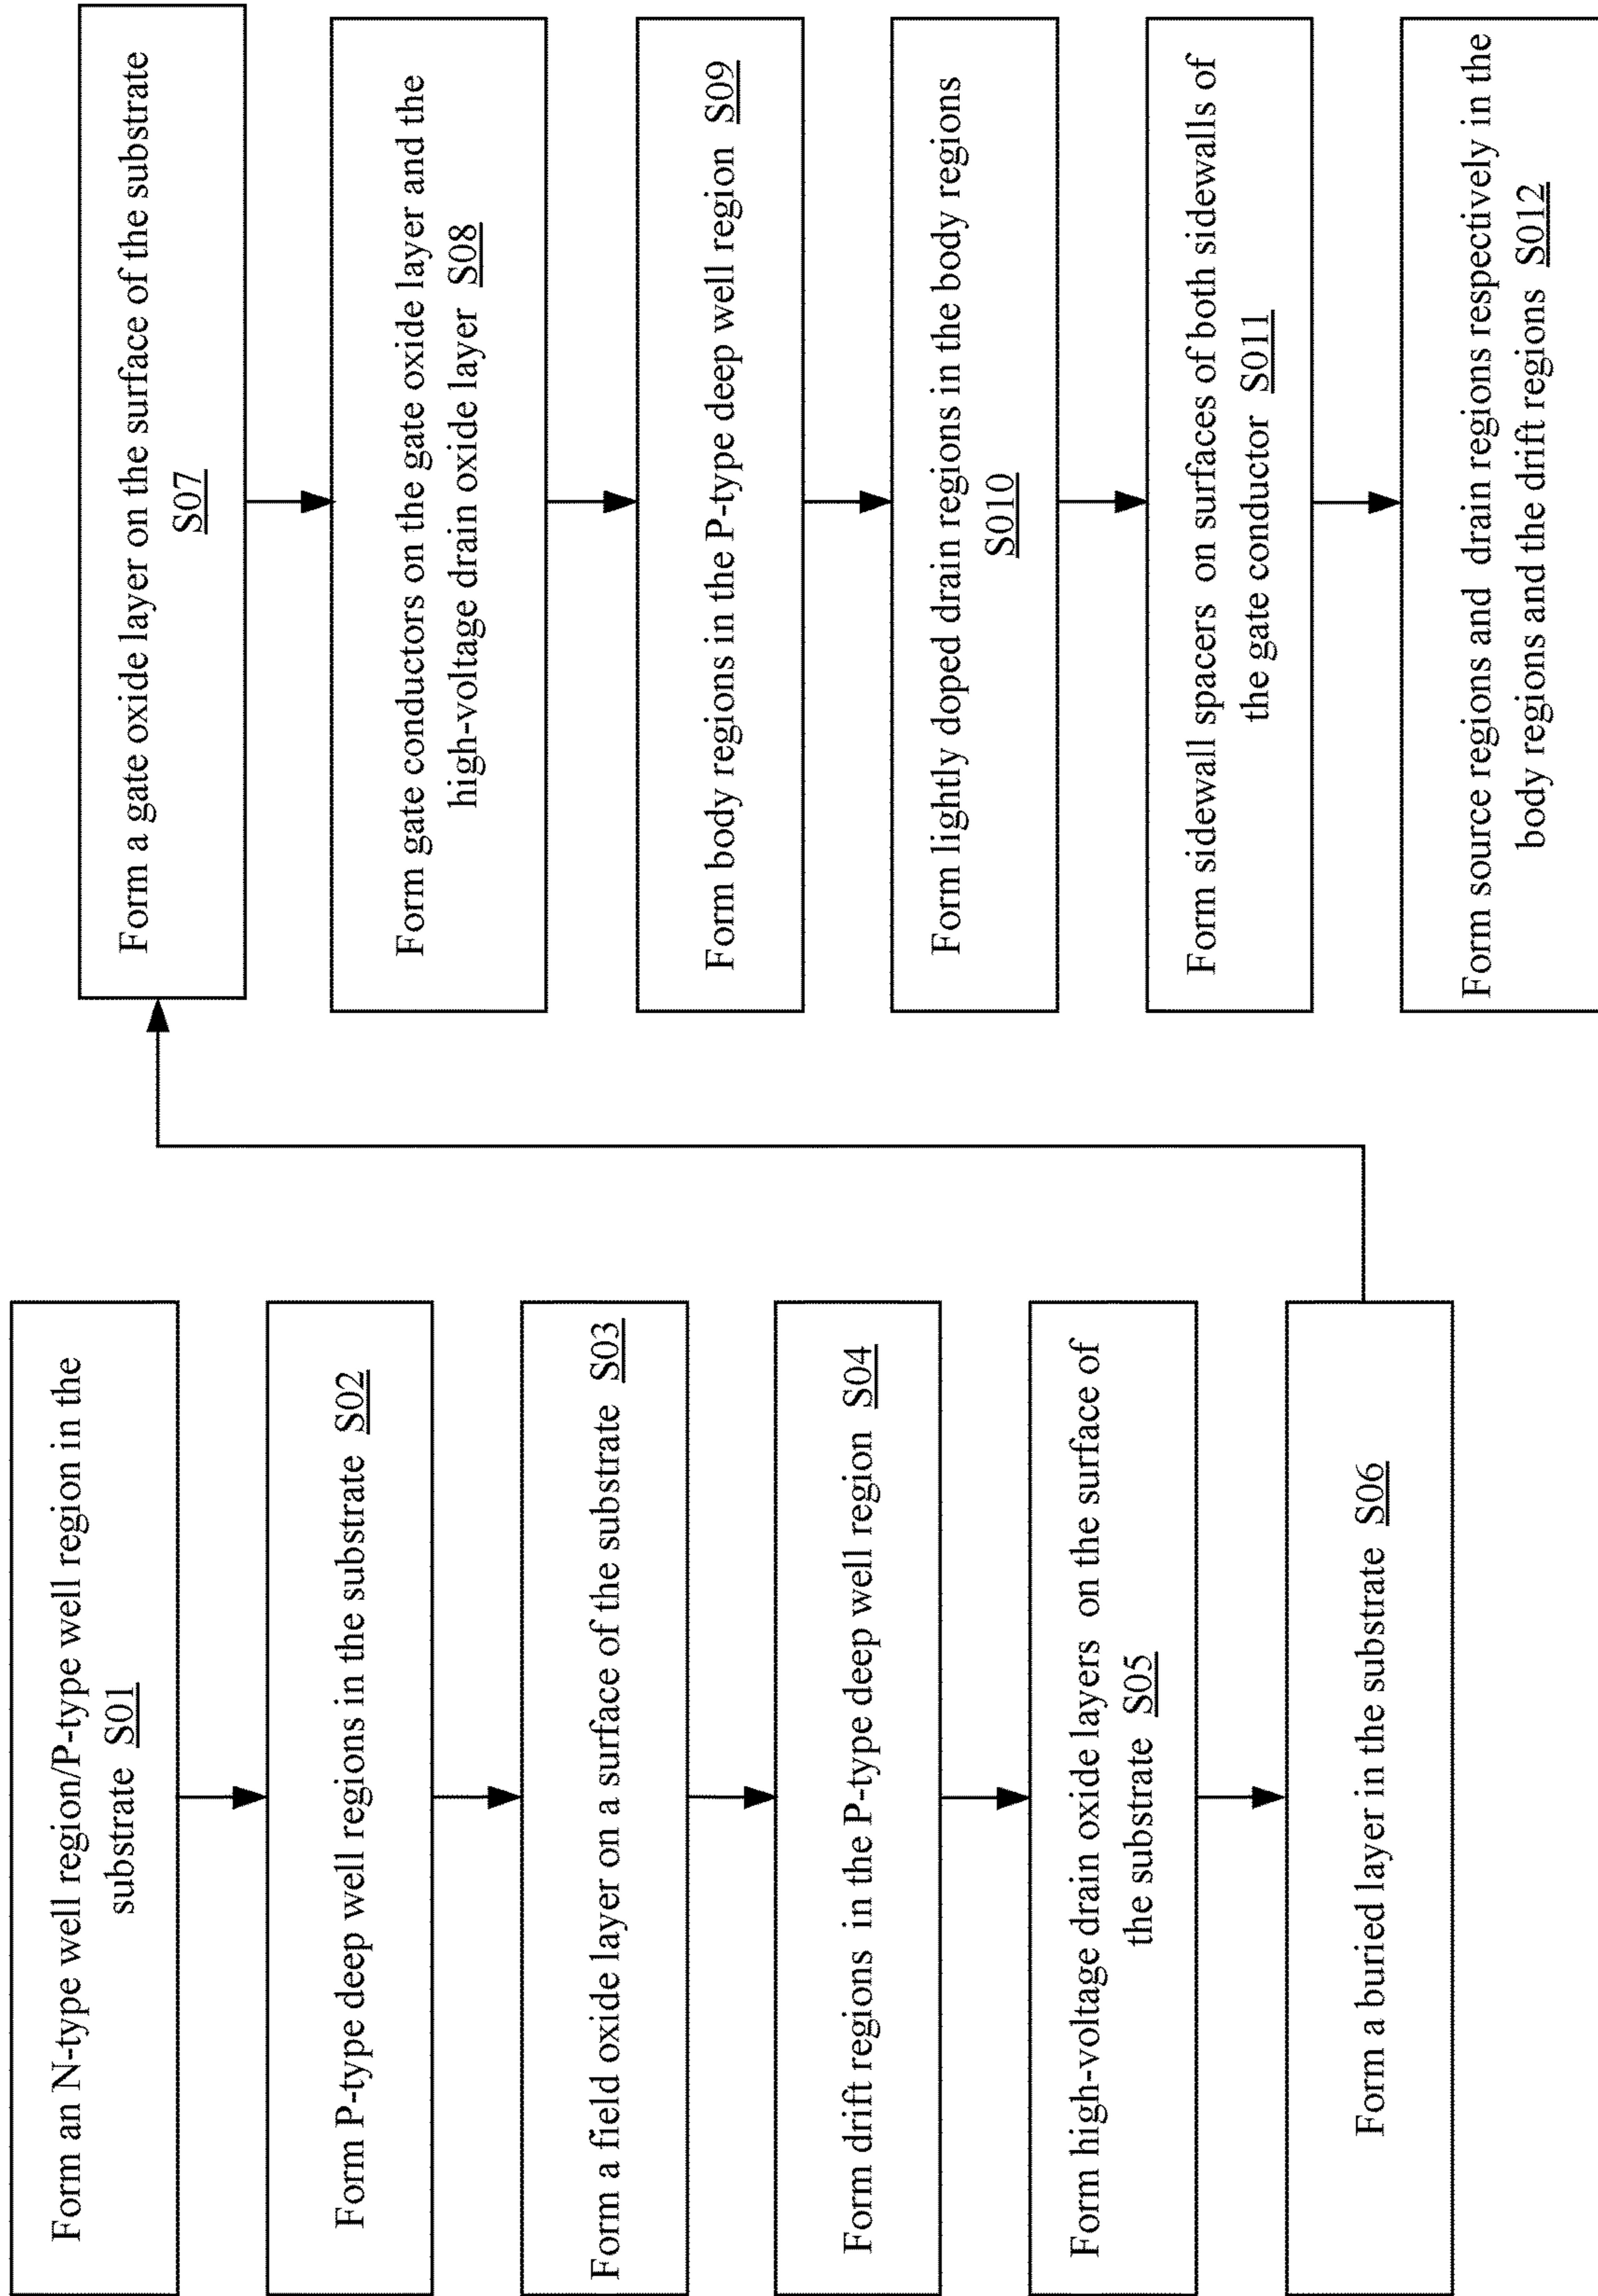 Form an N-type well region/P-type well region in the
substrate S01
Form P-type deep well regions in the substrate S02
Form a field oxide layer on a surface of the substrate S03
Form drift regions in the P-type deep well region S04
Form high-voltage drain oxide layers on the surface of
the substrate S05
Form a buried layer in the substrate S06
Form a gate oxide layer on the surface of the substrate
S07
Form gate conductors on the gate oxide layer and the
high-voltage drain oxide layer S08
Form body regions in the P-type deep well region S09
Form lightly doped drain regions in the body regions
S010
Form sidewall spacers on surfaces of both sidewalls of
the gate conductor S011
Form source regions and drain regions respectively in the
body regions and the drift regions S012